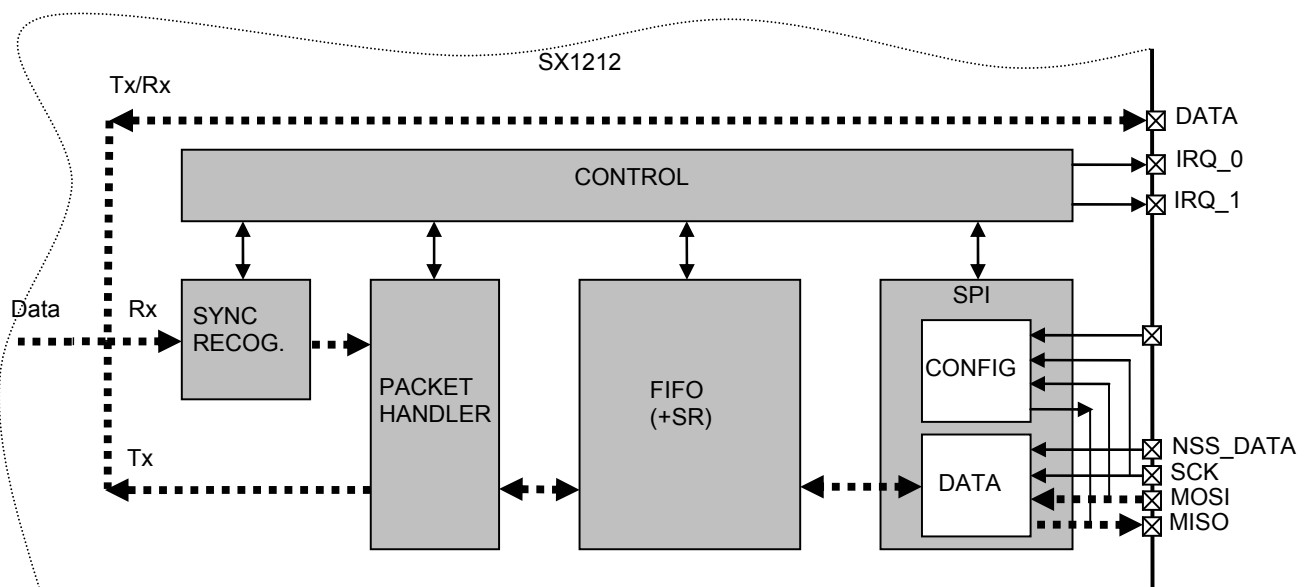 SX1212
Tx/Rx
DATA
IRQ_0
CONTROL
IRQ_1
SPI
Data
Rx
SYNC
RECOG.
CONFIG
PACKET
HANDLER
FIFO
(+SR)
NSS_DATA
Tx
SCK
DATA
MOSI
MISO